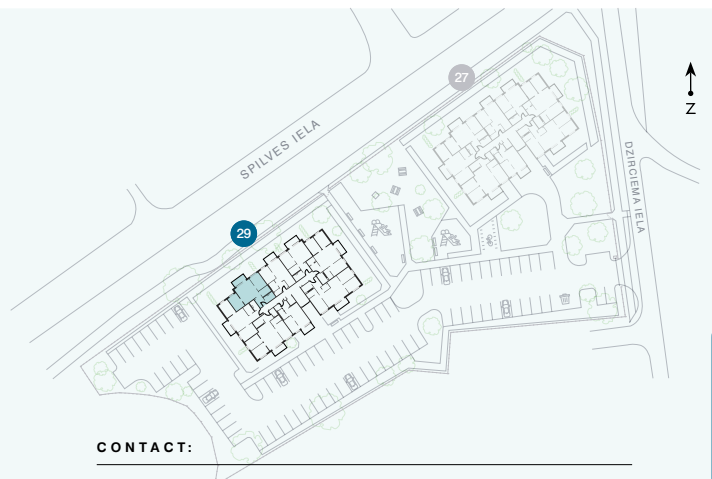 27
Z
SPILVES IELA
DZIRCIEMA IELA
29
CONTACT: